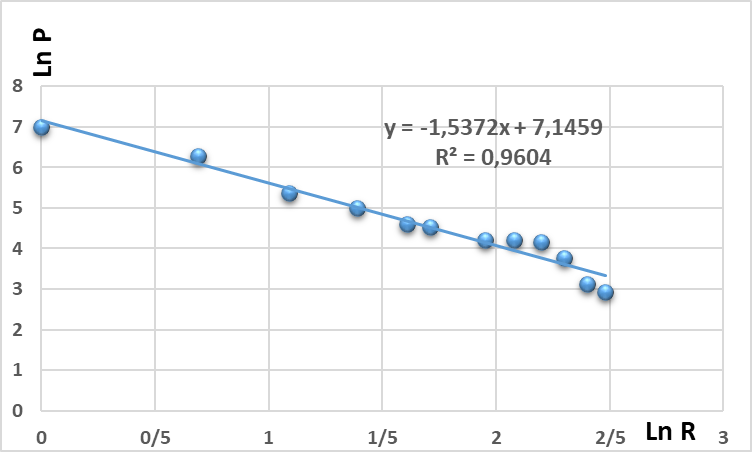 Ln P
8
7
6
5
4
3
2
1
0
y = -1,5372x + 7,1459
R² = 0,9604
0 0/5 1 1/5 2 2/5 3
Ln R